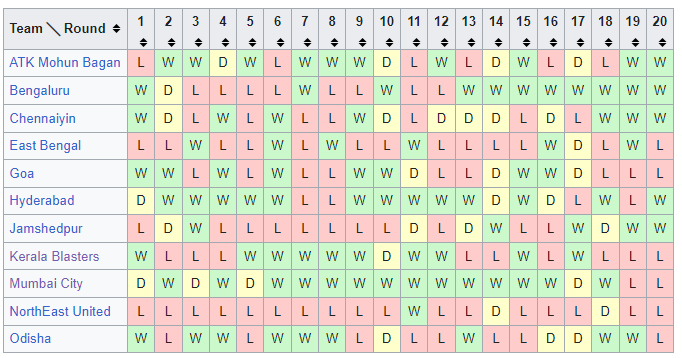 Team \ Round 1 2 3 4 5 6 7 8 9 10 11 12 13 14 15 16 17 18 19 20
ATK Mohun Bagan L W W D W L W W W D L W L D W L D L W W
Bengaluru W D L L L L W L L W L L W W W W W W W W
Chennaiyin W D L W L W L L W D L D D D L D L W W W
East Bengal L L W L L W L W L L W L L L L W D L W L
Goa W W L W L W L L W W D L L D W W D L L L
Hyderabad D W W W W W L L W W W W W D W D L W L W
Jamshedpur L D W L L L L L L L D L D W L L W D W W
Kerala Blasters W L L L W W W W W D W W L L W L W L L L
Mumbai City D W D W D W W W W W W W W W W W D W L L
NorthEast United L L L L L L L L L L W L L D L L L D L L
Odisha W L W W L W W W L D L L W L L D D W W L